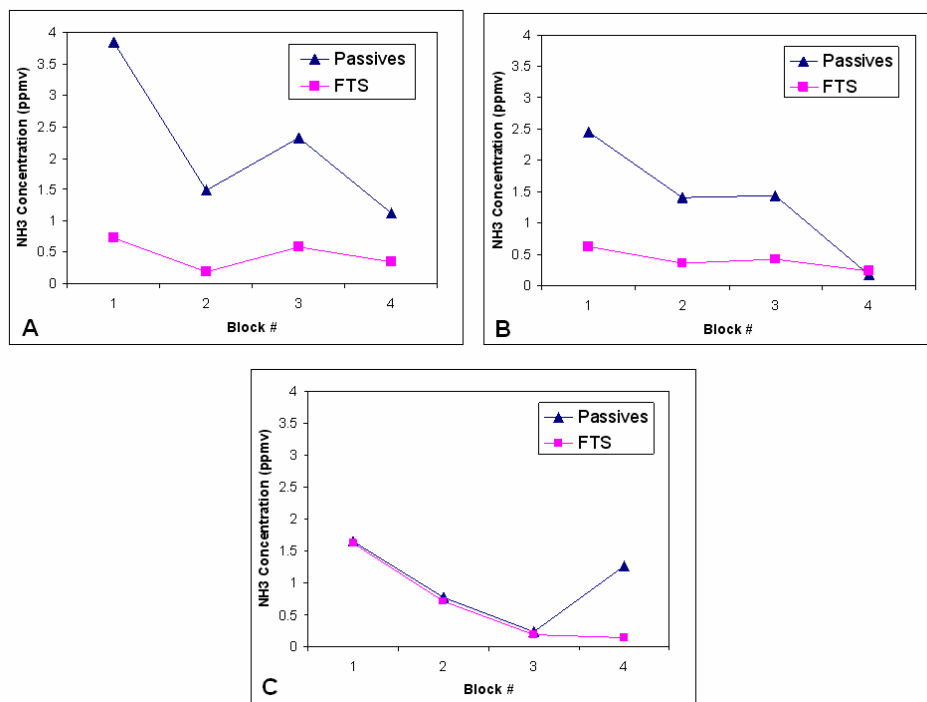 4
3.5
3
2.5
2
1.5
1
0.5
0
NH3 Concentration (ppmv)
Passives
FTS
1 2 3 4
Block #
A
4
3.5
3
2.5
2
1.5
1
0.5
0
NH3 Concentration (ppmv)
Passives
FTS
1 2 3 4
Block #
B
4
3.5
3
2.5
2
1.5
1
0.5
0
NH3 Concentration (ppmv)
Passives
FTS
1 2 3 4
Block #
C